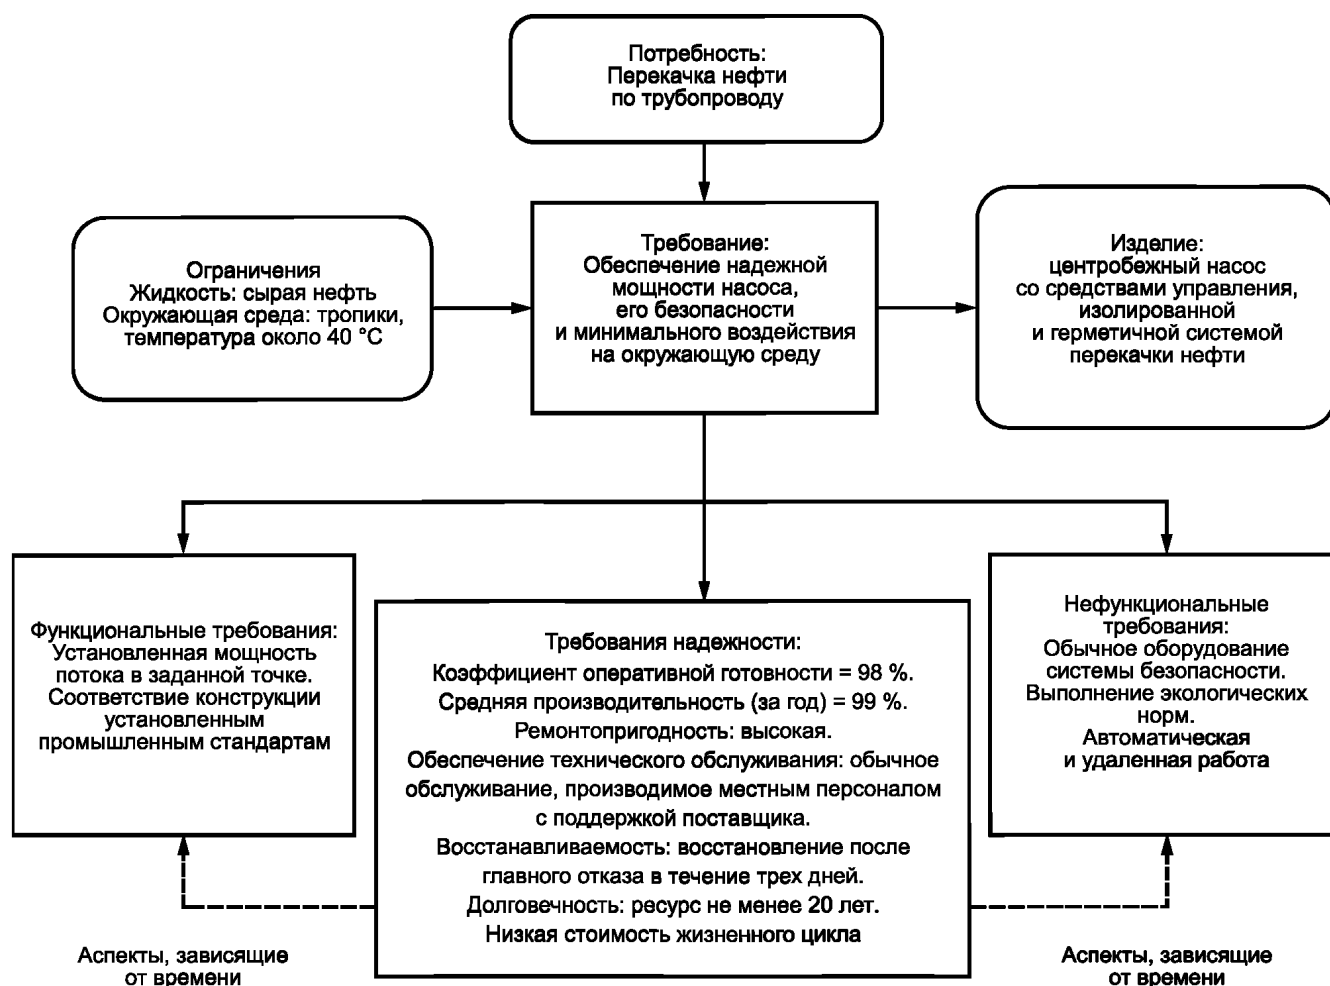 Потребность:
Перекачка нефти
по трубопроводу
Ограничения
Жидкость: сырая нефть
Окружающая среда: тропики,
температура около 40 °С
Требование:
Обеспечение надежной
мощности насоса,
его безопасности
и минимального воздействия
на окружающую среду
Изделие:
центробежный насос
со средствами управления,
изолированной
и герметичной системой
перекачки нефти
Функциональные требования:
Установленная мощность
потока в заданной точке.
Соответствие конструкции
установленным
промышленным стандартам
Требования надежности:
Коэффициент оперативной готовности = 98 %.
Средняя производительность (за год) = 99 %.
Ремонтопригодность: высокая.
Обеспечение технического обслуживания: обычное
обслуживание, производимое местным персоналом
с поддержкой поставщика.
Восстанавливаемость: восстановление после
главного отказа в течение трех дней.
Долговечность: ресурс не менее 20 лет.
Низкая стоимость жизненного цикла
Нефункциональные
требования:
Обычное оборудование
системы безопасности.
Выполнение экологических
норм.
Автоматическая
и удаленная работа
Аспекты, зависящие
от времени
Аспекты, зависящие
от времени